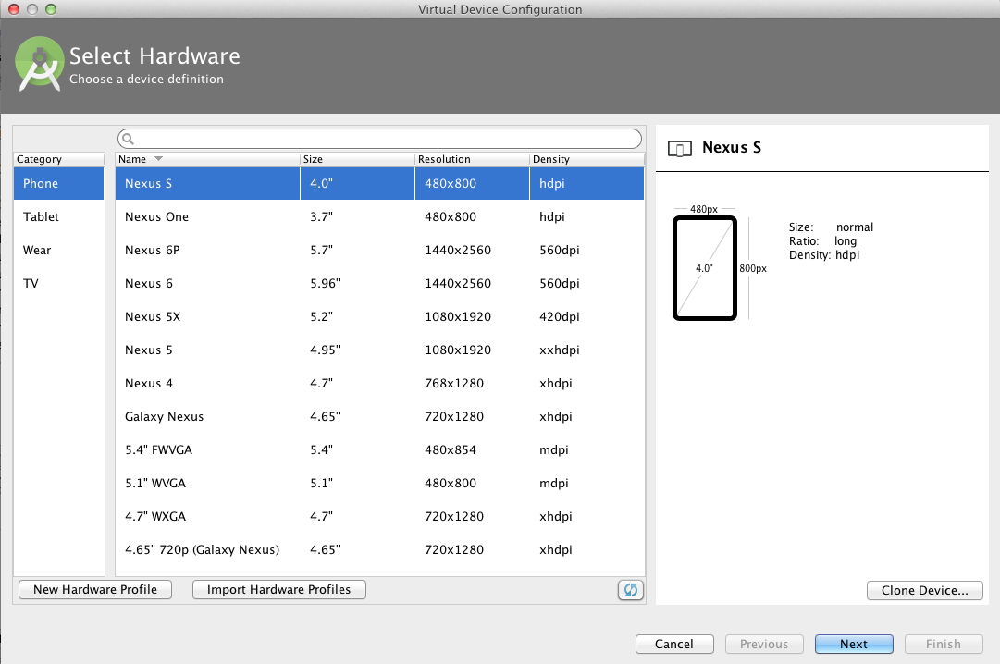 Virtual Device Configuration
Select Hardware
Choose a device definition
Category
Phone
Tablet
Wear
TV
Name Size Resolution Density
Nexus S 4.0" 480x800 hdpi
Nexus One 3.7" 480x800 hdpi
Nexus 6P 5.7" 1440x2560 560dpi
Nexus 6 5.96" 1440x2560 560dpi
Nexus 5X 5.2" 1080x1920 420dpi
Nexus 5 4.95" 1080x1920 xxhdpi
Nexus 4 4.7" 768x1280 xhdpi
Galaxy Nexus 4.65" 720x1280 xhdpi
5.4" FWVGA 5.4" 480x854 mdpi
5.1" WVGA 5.1" 480x800 mdpi
4.7" WXGA 4.7" 720x1280 xhdpi
4.65" 720p (Galaxy Nexus) 4.65" 720x1280 xhdpi
New Hardware Profile Import Hardware Profiles
Nexus S
480px
4.0"
800px
Size: normal
Ratio: long
Density: hdpi
Clone Device...
Cancel Previous Next Finish